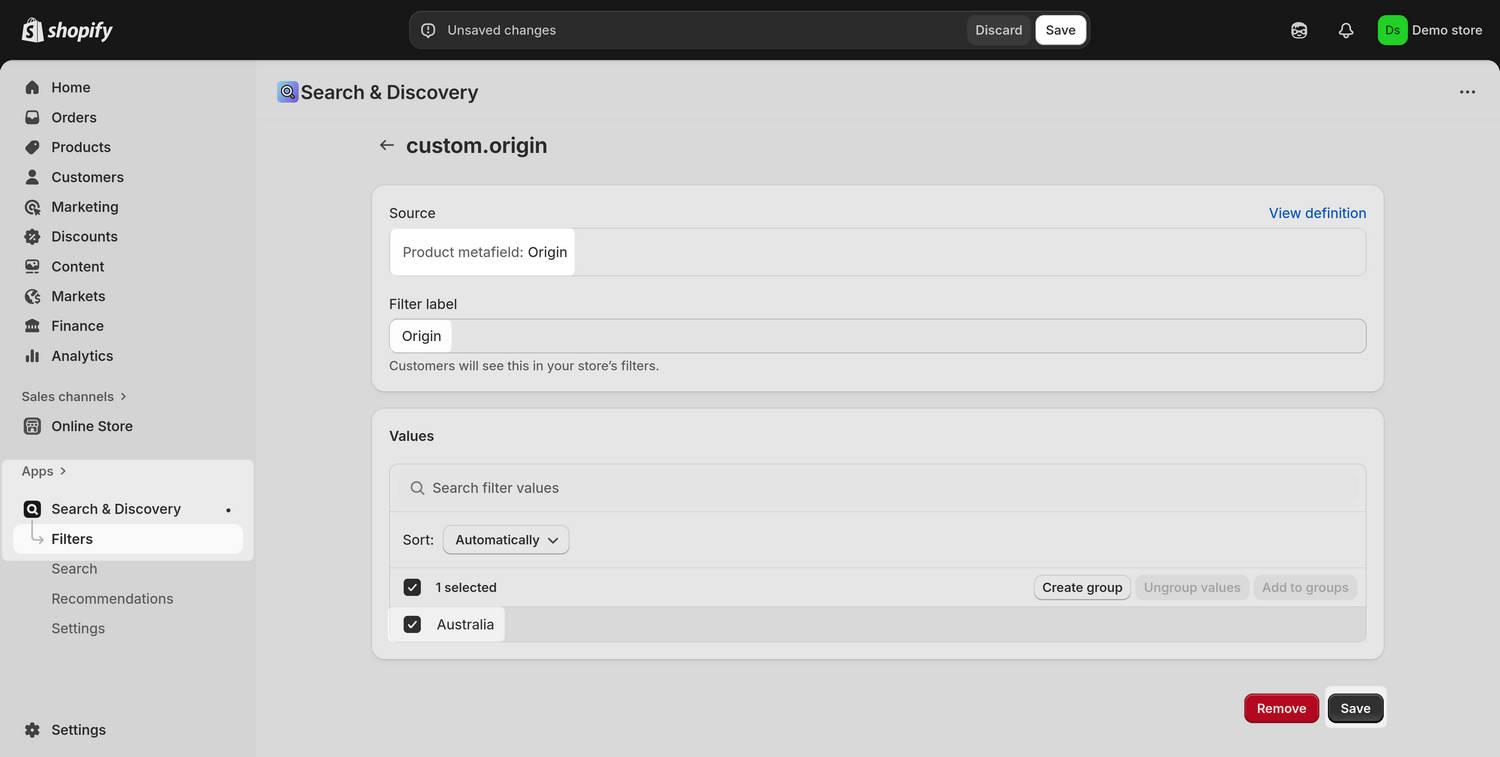 shopify
Unsaved changes
Discard
Save
Ds
Demo store
Home
Orders
Products
Customers
Marketing
Discounts
Content
Markets
Finance
Analytics
Sales channels
Online Store
Apps
Search & Discovery
Filters
Search
Recommendations
Settings
Settings
Search & Discovery
custom.origin
Source
View definition
Product metafield: Origin
Filter label
Origin
Customers will see this in your store’s filters.
Values
Search filter values
Sort: Automatically
1 selected
Create group
Ungroup values
Add to groups
Australia
Remove
Save